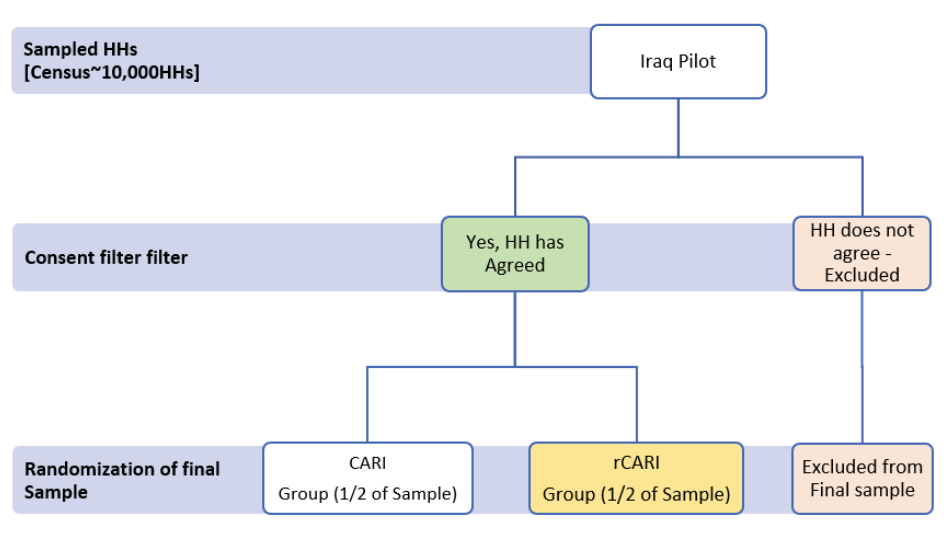 Sampled HHs
[Census~10,000HHs]
Iraq Pilot
Consent filter filter
Yes, HH has
Agreed
HH does not
agree -
Excluded
Randomization of final
Sample
CARI
Group (1/2 of Sample)
rCARI
Group (1/2 of Sample)
Excluded from
Final sample